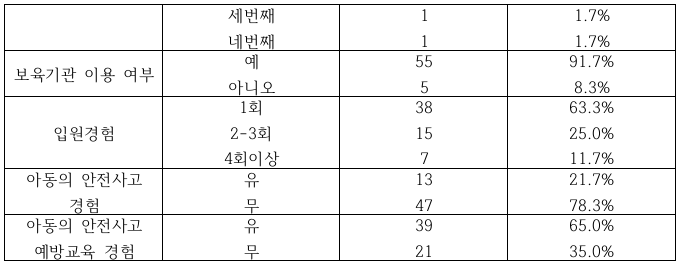 세번째 1 1.7%
네번째 1 1.7%
보육기관 이용 여부 예 55 91.7%
아니오 5 8.3%
입원경험 1회 38 63.3%
2-3회 15 25.0%
4회이상 7 11.7%
아동의 안전사고 유 13 21.7%
경험 무 47 78.3%
아동의 안전사고 유 39 65.0%
예방교육 경험 무 21 35.0%